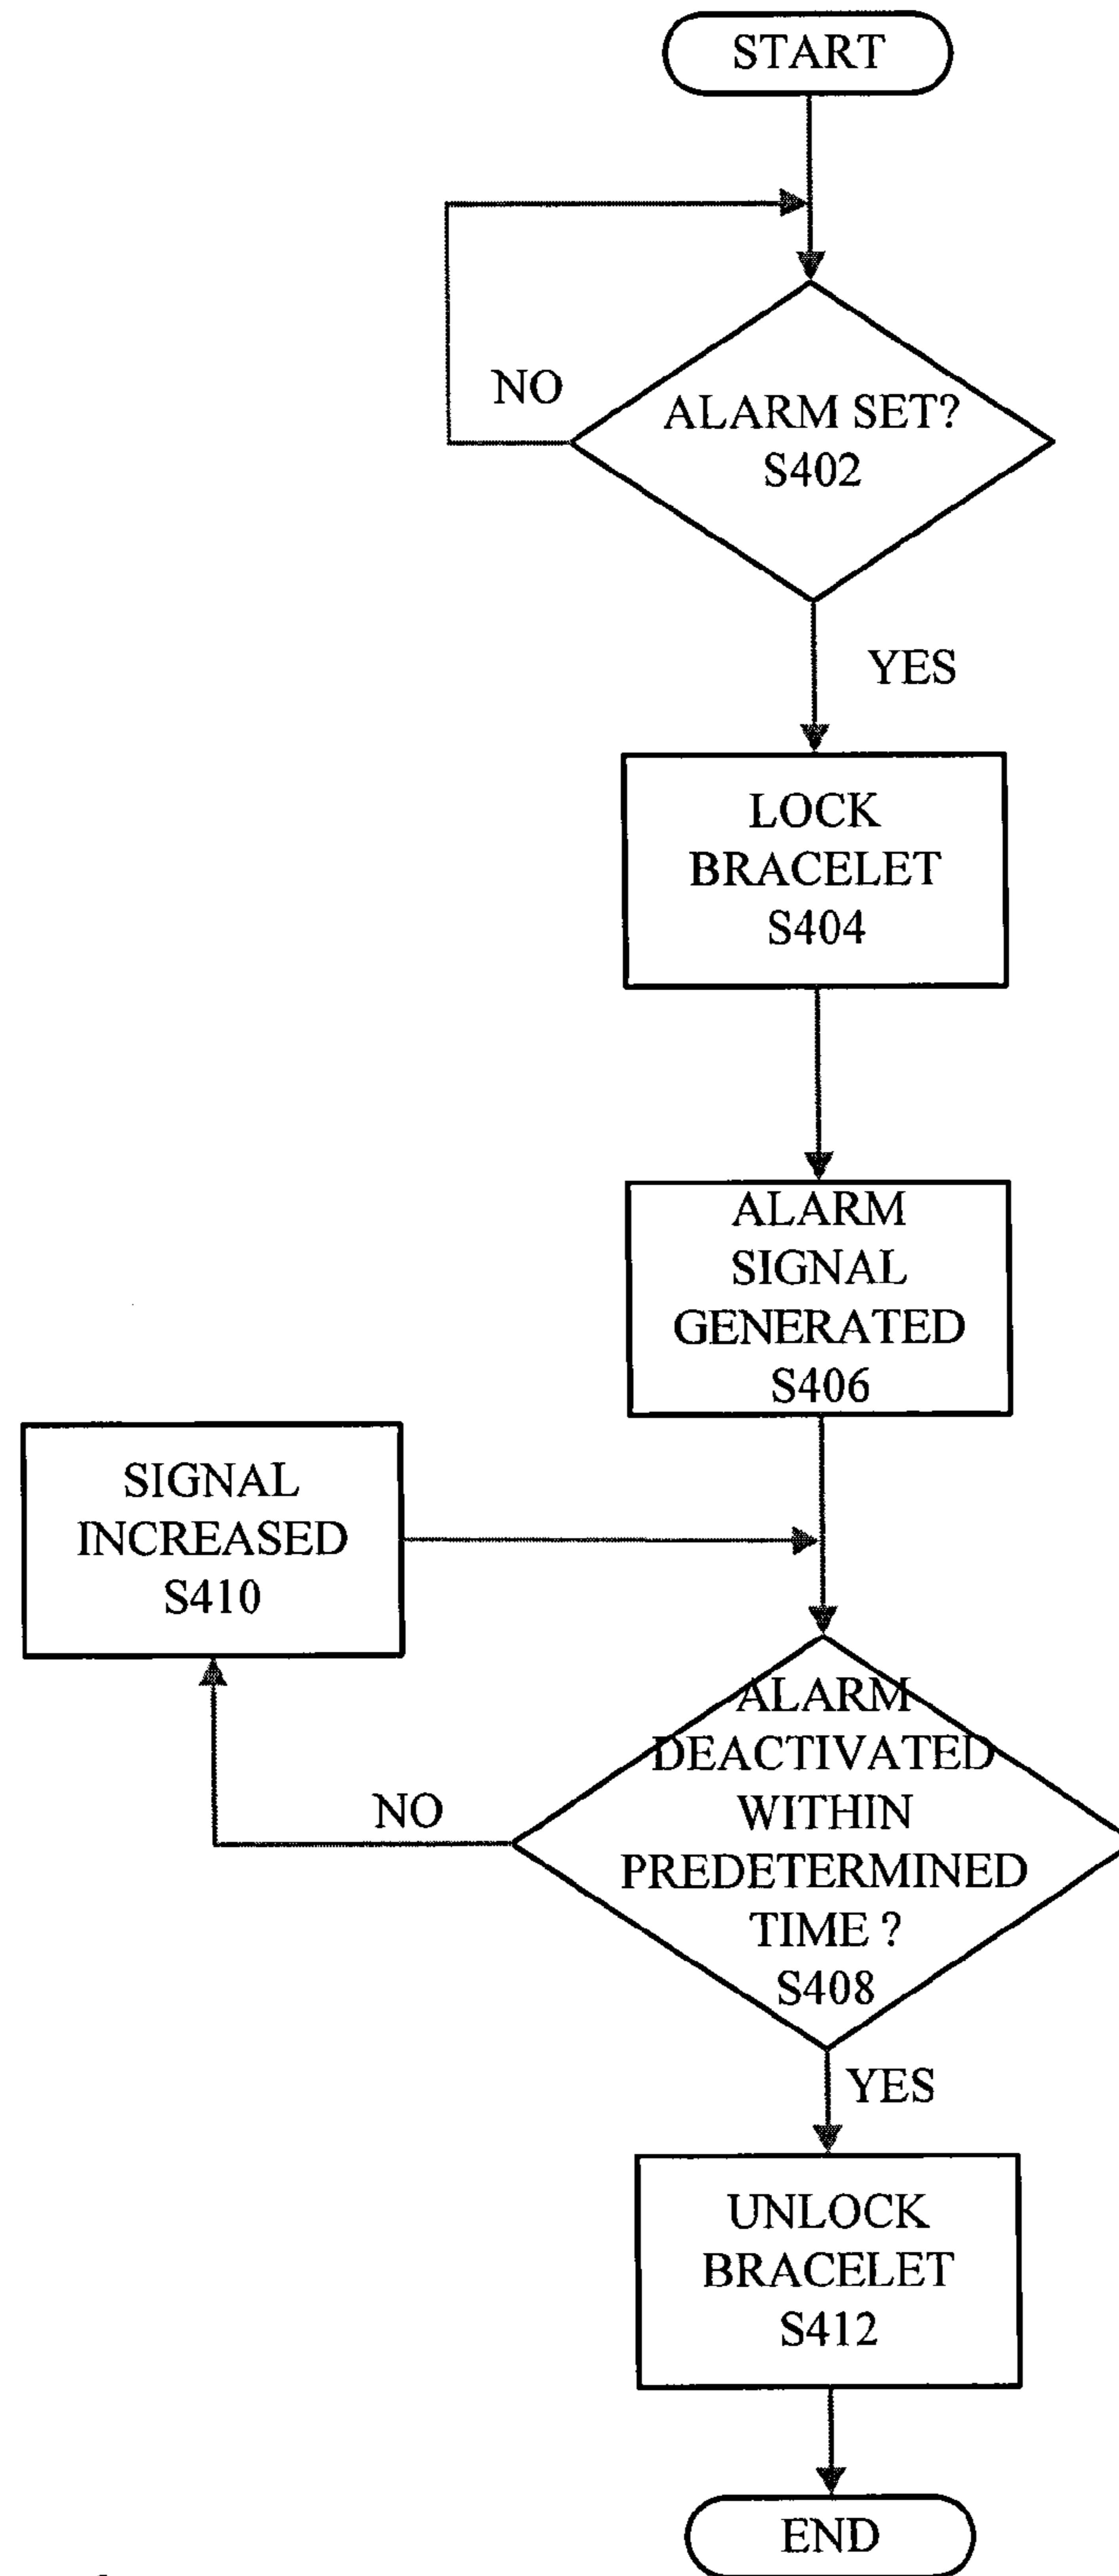 START
NO
ALARM SET?
S402
YES
LOCK
BRACELET
S404
ALARM
SIGNAL
GENERATED
S406
SIGNAL
INCREASED
S410
ALARM
DEACTIVATED
WITHIN
PREDETERMINED
TIME ?
S408
NO
YES
UNLOCK
BRACELET
S412
END